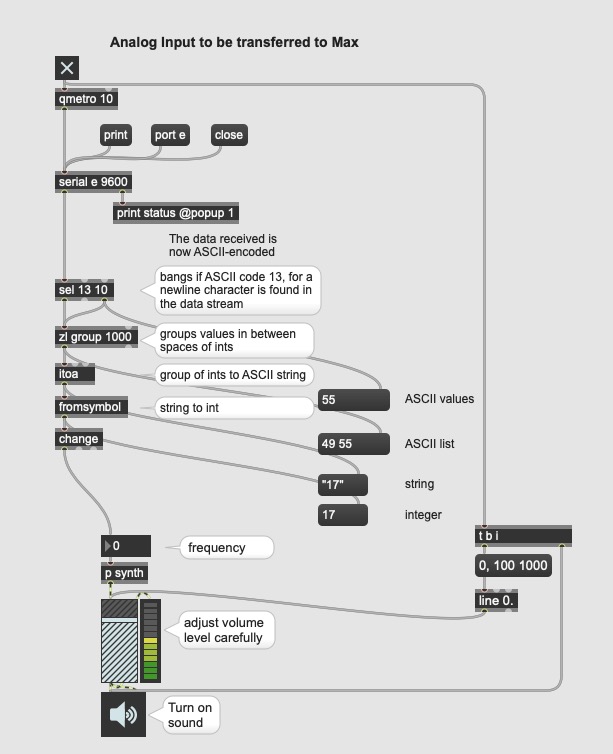 Analog Input to be transferred to Max
qmetro 10
print
port e
close
serial e 9600
print status @popup 1
The data received is
now ASCII-encoded
sel 13 10
bangs if ASCII code 13, for a
newline character is found in
the data stream
zl group 1000
groups values in between
spaces of ints
itoa
group of ints to ASCII string
fromsymbol
string to int
55
ASCII values
change
49 55
ASCII list
"17"
string
17
integer
0
frequency
t b i
p synth
0, 100 1000
line 0.
adjust volume
level carefully
Turn on
sound